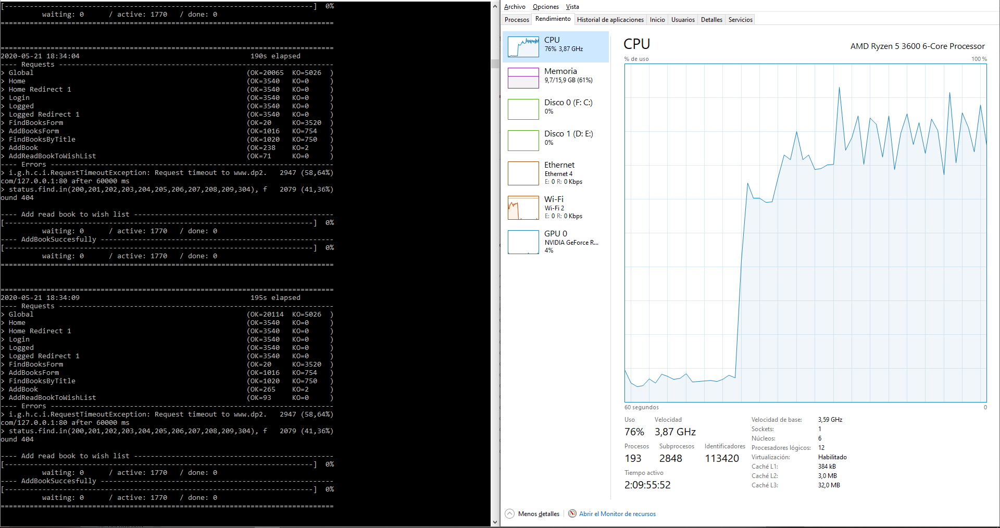 [--------------------------------------------------------------------------]  0%
          waiting: 0      / active: 1770   / done: 0
================================================================================
================================================================================
2020-05-21 18:34:04                                         190s elapsed
---- Requests ------------------------------------------------------------------
> Global                                                   (OK=20065  KO=5026  )
> Home                                                     (OK=3540   KO=0     )
> Home Redirect 1                                          (OK=3540   KO=0     )
> Login                                                    (OK=3540   KO=0     )
> Logged                                                   (OK=3540   KO=0     )
> Logged Redirect 1                                        (OK=3540   KO=0     )
> FindBooksForm                                            (OK=20     KO=3520  )
> AddBooksForm                                             (OK=1016   KO=754   )
> FindBooksByTitle                                         (OK=1020   KO=750   )
> AddBook                                                  (OK=238    KO=2     )
> AddReadBookToWishList                                    (OK=71     KO=0     )
---- Errors --------------------------------------------------------------------
> i.g.h.c.i.RequestTimeoutException: Request timeout to www.dp2.   2947 (58,64%)
com/127.0.0.1:80 after 60000 ms
> status.find.in(200,201,202,203,204,205,206,207,208,209,304), f   2079 (41,36%)
ound 404
---- Add read book to wish list ------------------------------------------------
[--------------------------------------------------------------------------]  0%
          waiting: 0      / active: 1770   / done: 0
---- AddBookSuccesfully --------------------------------------------------------
[--------------------------------------------------------------------------]  0%
          waiting: 0      / active: 1770   / done: 0
================================================================================
================================================================================
2020-05-21 18:34:09                                         195s elapsed
---- Requests ------------------------------------------------------------------
> Global                                                   (OK=20114  KO=5026  )
> Home                                                     (OK=3540   KO=0     )
> Home Redirect 1                                          (OK=3540   KO=0     )
> Login                                                    (OK=3540   KO=0     )
> Logged                                                   (OK=3540   KO=0     )
> Logged Redirect 1                                        (OK=3540   KO=0     )
> FindBooksForm                                            (OK=20     KO=3520  )
> AddBooksForm                                             (OK=1016   KO=754   )
> FindBooksByTitle                                         (OK=1020   KO=750   )
> AddBook                                                  (OK=265    KO=2     )
> AddReadBookToWishList                                    (OK=93     KO=0     )
---- Errors --------------------------------------------------------------------
> i.g.h.c.i.RequestTimeoutException: Request timeout to www.dp2.   2947 (58,64%)
com/127.0.0.1:80 after 60000 ms
> status.find.in(200,201,202,203,204,205,206,207,208,209,304), f   2079 (41,36%)
ound 404
---- Add read book to wish list ------------------------------------------------
[--------------------------------------------------------------------------]  0%
          waiting: 0      / active: 1770   / done: 0
---- AddBookSuccesfully --------------------------------------------------------
[--------------------------------------------------------------------------]  0%
          waiting: 0      / active: 1770   / done: 0
================================================================================
Archivo Opciones Vista
Procesos Rendimiento Historial de aplicaciones Inicio Usuarios Detalles Servicios
CPU
76% 3,87 GHz
Memoria
9,7/15,9 GB (61%)
Disco 0 (F: C:)
0%
Disco 1 (D: E:)
0%
Ethernet
Ethernet 4
E: 0 R: 0 Kbps
Wi-Fi
Wi-Fi 2
E: 0 R: 0 Kbps
GPU 0
NVIDIA GeForce R...
4%
CPU AMD Ryzen 5 3600 6-Core Processor
% de uso 100 %
60 segundos 0
Uso Velocidad
76% 3,87 GHz
Procesos Subprocesos Identificadores
193 2848 113420
Tiempo activo
2:09:55:52
Velocidad de base: 3,59 GHz
Sockets: 1
Núcleos: 6
Procesadores lógicos: 12
Virtualización: Habilitado
Caché L1: 384 kB
Caché L2: 3,0 MB
Caché L3: 32,0 MB
Menos detalles Abrir el Monitor de recursos